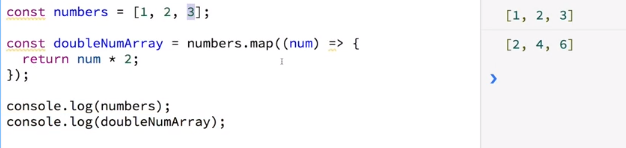 const numbers = [1, 2, 3];
const doubleNumArray = numbers.map((num) => {
  return num * 2;
});
console.log(numbers);
console.log(doubleNumArray);
[1, 2, 3]
[2, 4, 6]